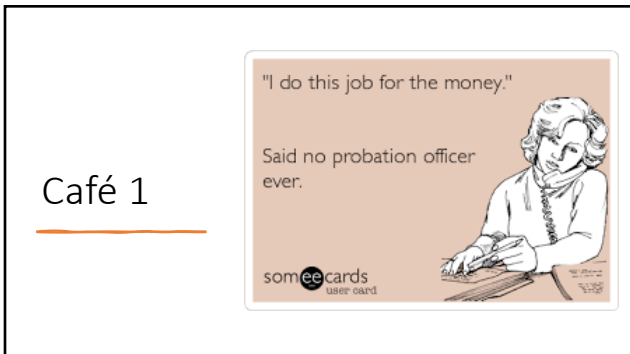 Café 1
"I do this job for the money."
Said no probation officer
ever.
someecards
user card